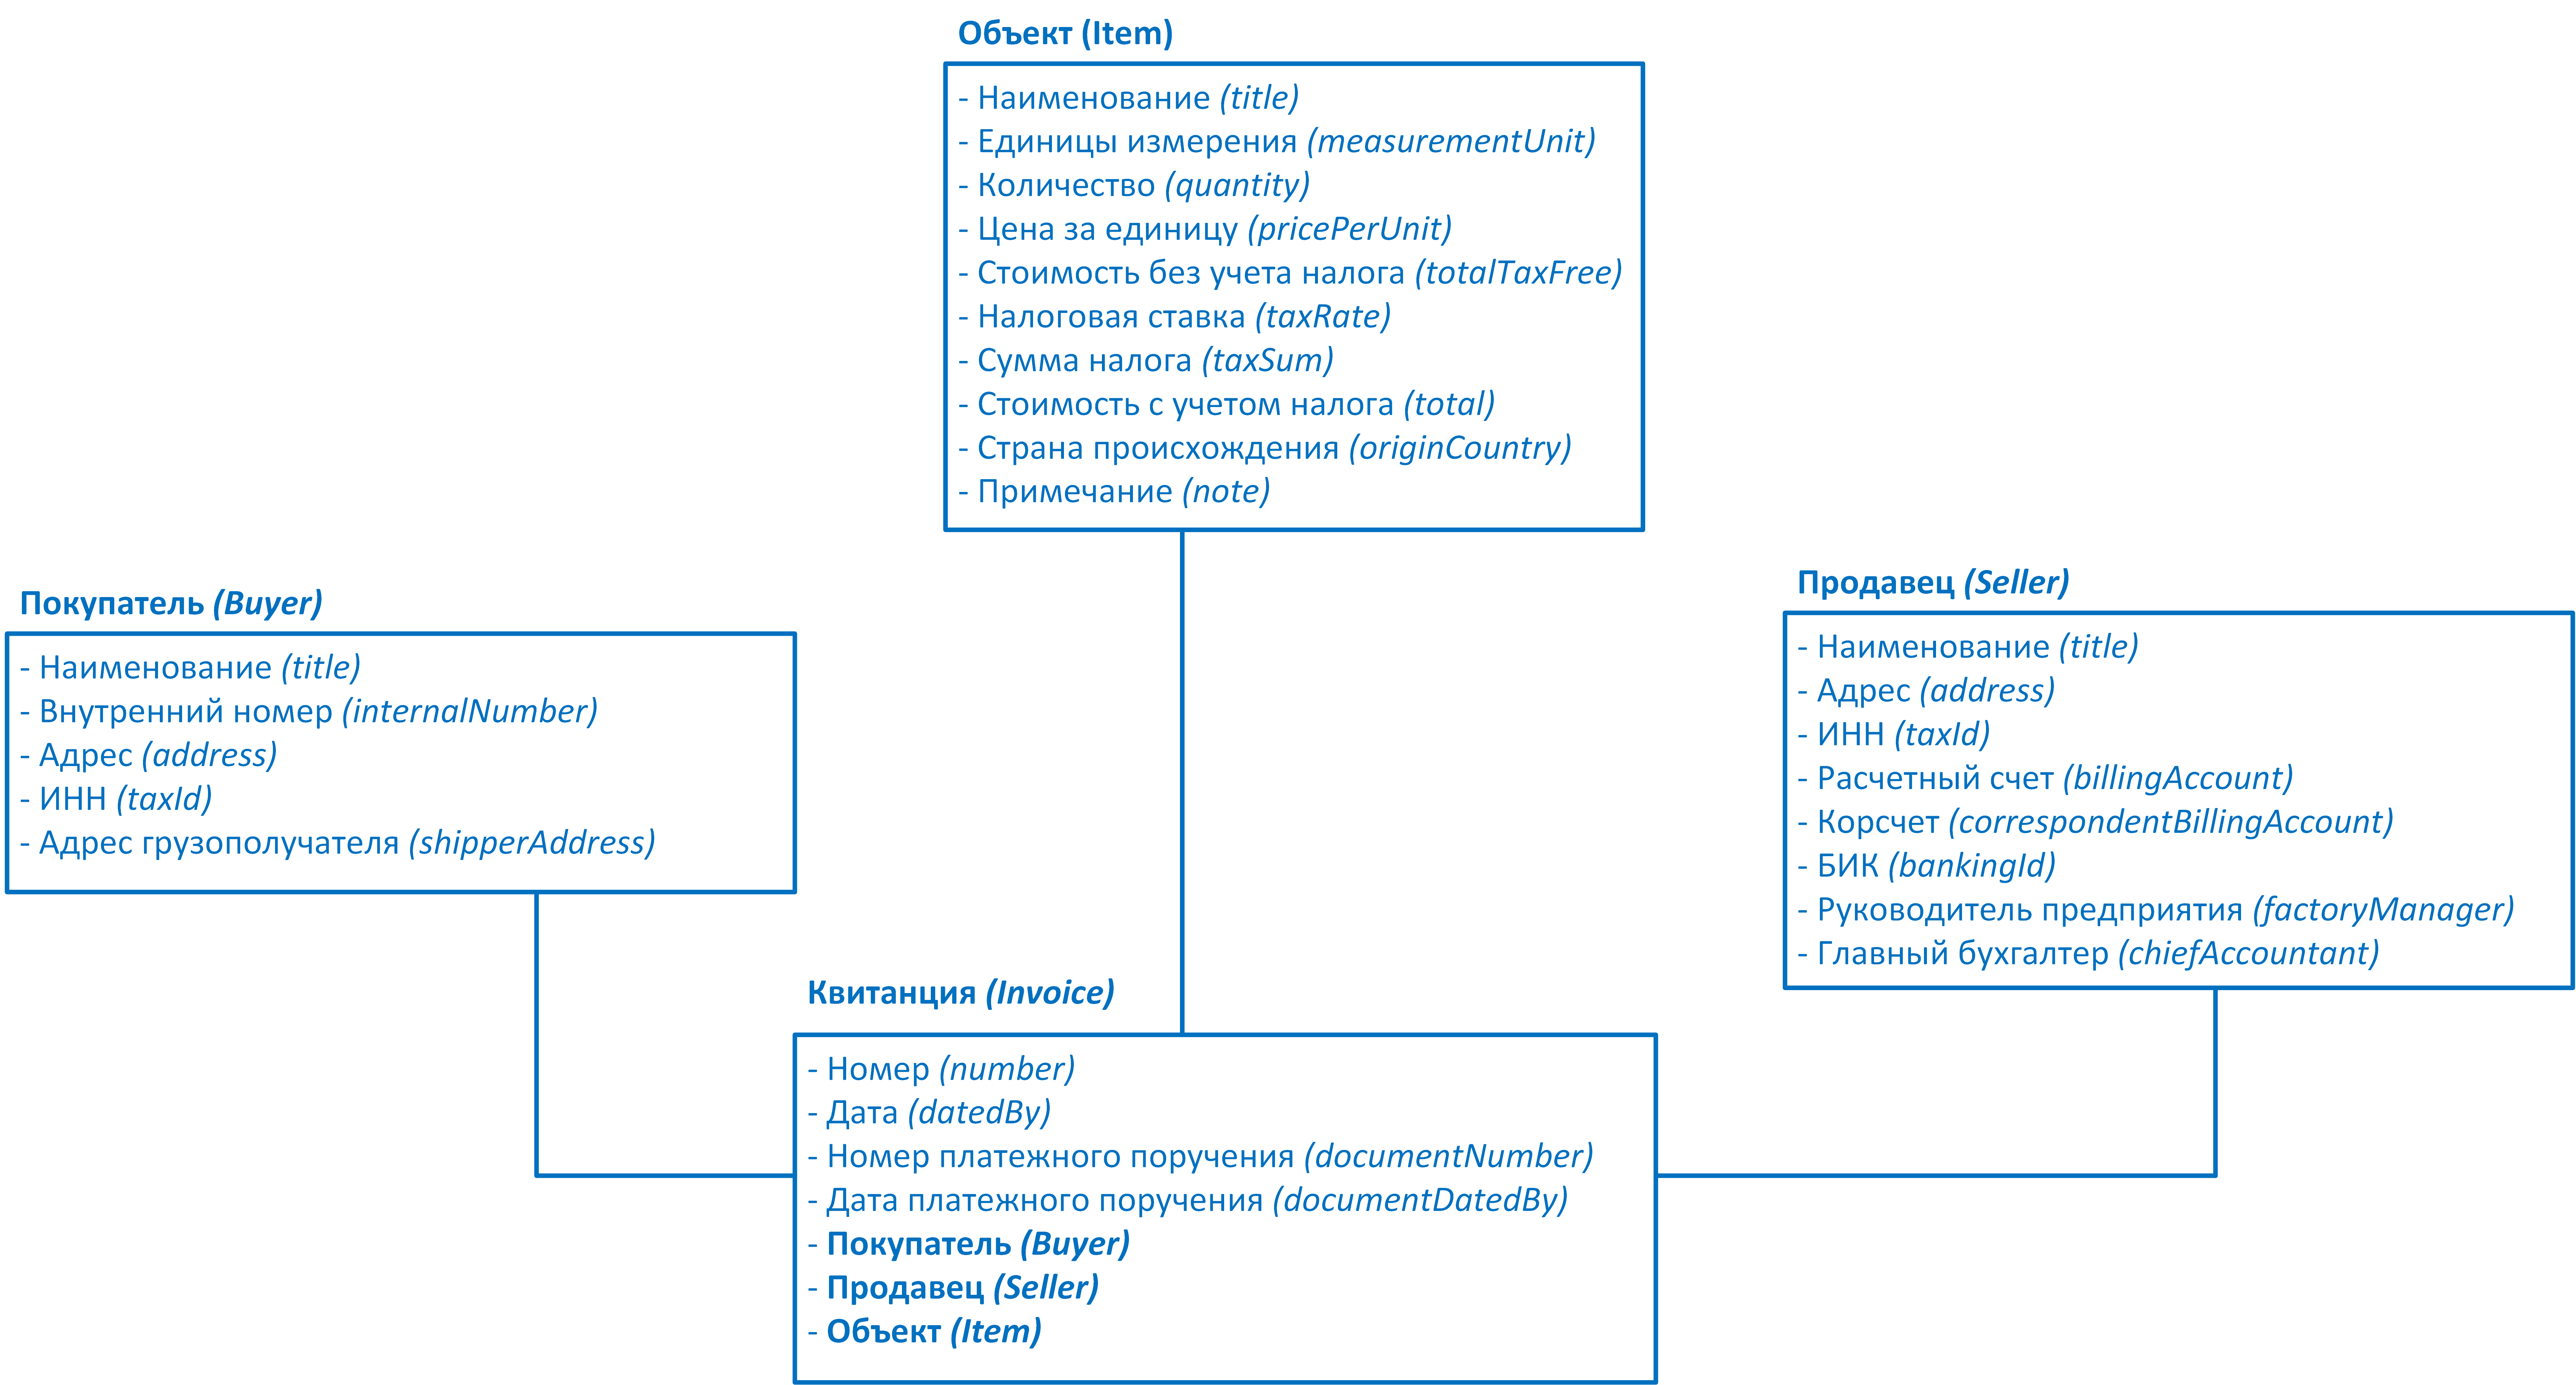 Объект (Item)
- Наименование (title)
- Единицы измерения (measurementUnit)
- Количество (quantity)
- Цена за единицу (pricePerUnit)
- Стоимость без учета налога (totalTaxFree)
- Налоговая ставка (taxRate)
- Сумма налога (taxSum)
- Стоимость с учетом налога (total)
- Страна происхождения (originCountry)
- Примечание (note)
Покупатель (Buyer)
- Наименование (title)
- Внутренний номер (internalNumber)
- Адрес (address)
- ИНН (taxId)
- Адрес грузополучателя (shipperAddress)
Продавец (Seller)
- Наименование (title)
- Адрес (address)
- ИНН (taxId)
- Расчетный счет (billingAccount)
- Корсчет (correspondentBillingAccount)
- БИК (bankingId)
- Руководитель предприятия (factoryManager)
- Главный бухгалтер (chiefAccountant)
Квитанция (Invoice)
- Номер (number)
- Дата (datedBy)
- Номер платежного поручения (documentNumber)
- Дата платежного поручения (documentDatedBy)
- Покупатель (Buyer)
- Продавец (Seller)
- Объект (Item)